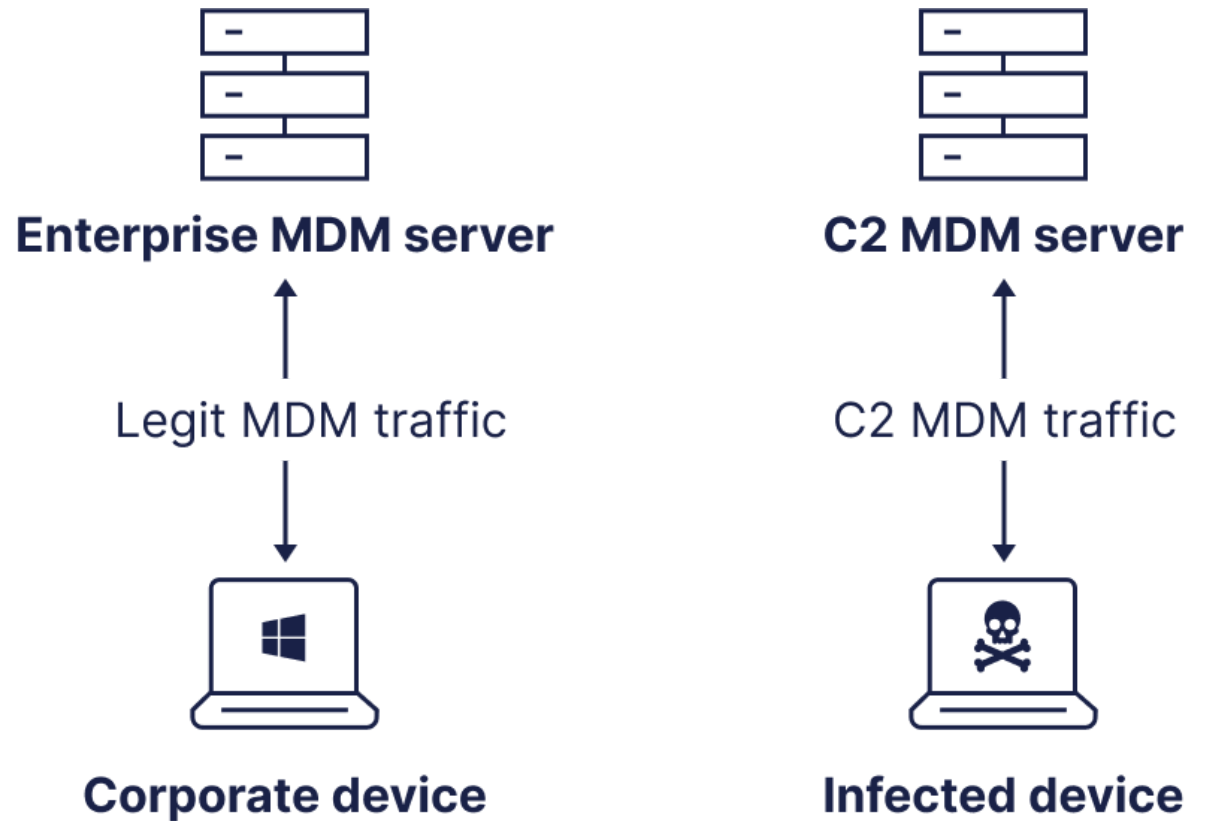 Enterprise MDM server
C2 MDM server
Legit MDM traffic
C2 MDM traffic
Corporate device
Infected device